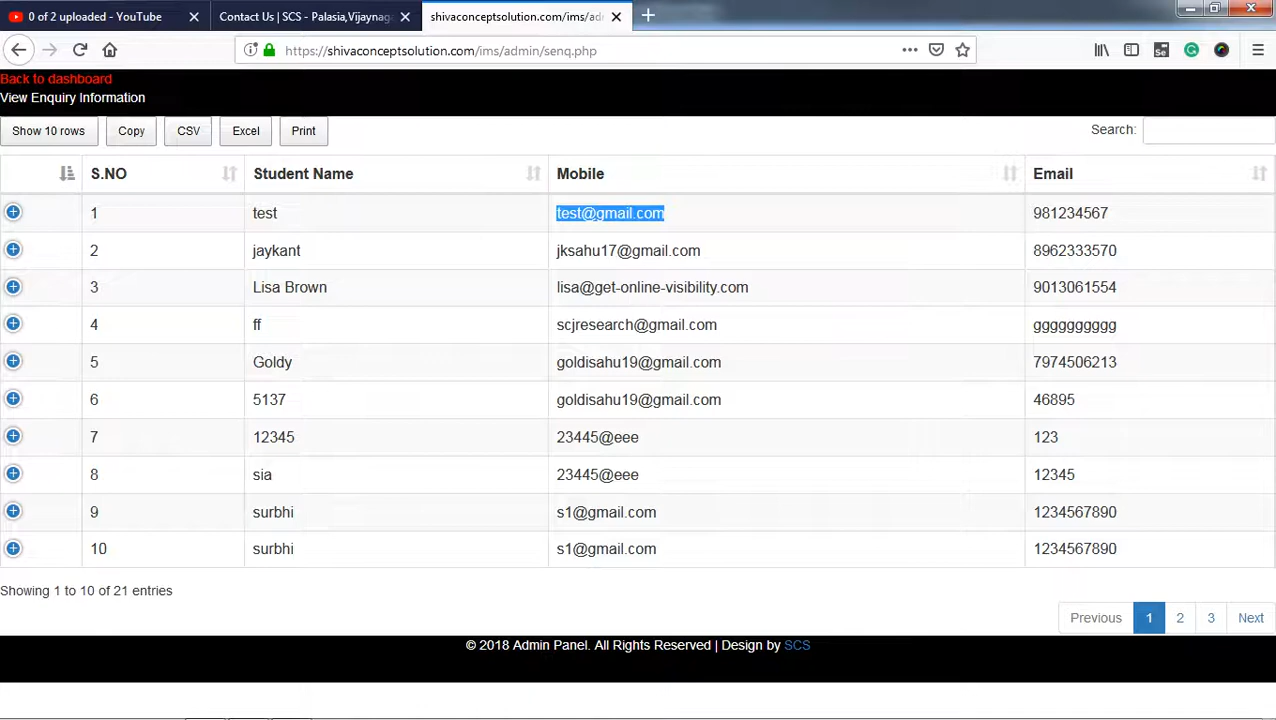 0 of 2 uploaded - YouTube
Contact Us | SCS - Palasia,Vijaynag
shivaconceptsolution.com/ims/ad
https://shivaconceptsolution.com/ims/admin/senq.php
Back to dashboard
View Enquiry Information
Show 10 rows Copy CSV Excel Print Search:
S.NO Student Name Mobile Email
1 test test@gmail.com 981234567
2 jaykant jksahu17@gmail.com 8962333570
3 Lisa Brown lisa@get-online-visibility.com 9013061554
4 ff scjresearch@gmail.com gggggggggg
5 Goldy goldisahu19@gmail.com 7974506213
6 5137 goldisahu19@gmail.com 46895
7 12345 23445@eee 123
8 sia 23445@eee 12345
9 surbhi s1@gmail.com 1234567890
10 surbhi s1@gmail.com 1234567890
Showing 1 to 10 of 21 entries
Previous 1 2 3 Next
© 2018 Admin Panel. All Rights Reserved | Design by SCS